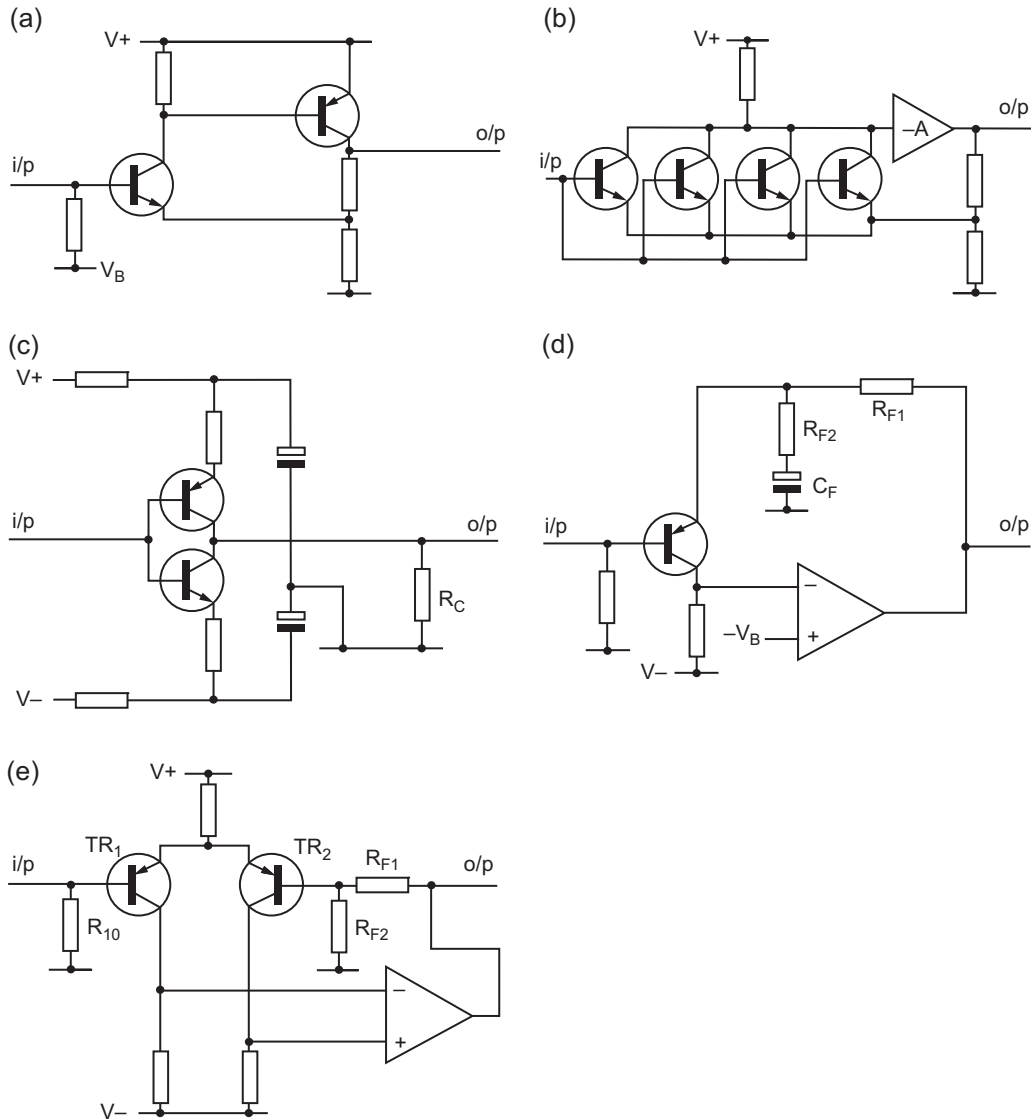 (a)
V+
o/p
i/p
V_B
(b)
V+
–A
o/p
i/p
(c)
V+
i/p
o/p
R_C
V–
(d)
R_F1
R_F2
C_F
i/p
o/p
–
–V_B
+
V–
(e)
V+
TR_1
TR_2
R_F1
i/p
o/p
R_10
R_F2
–
+
V–